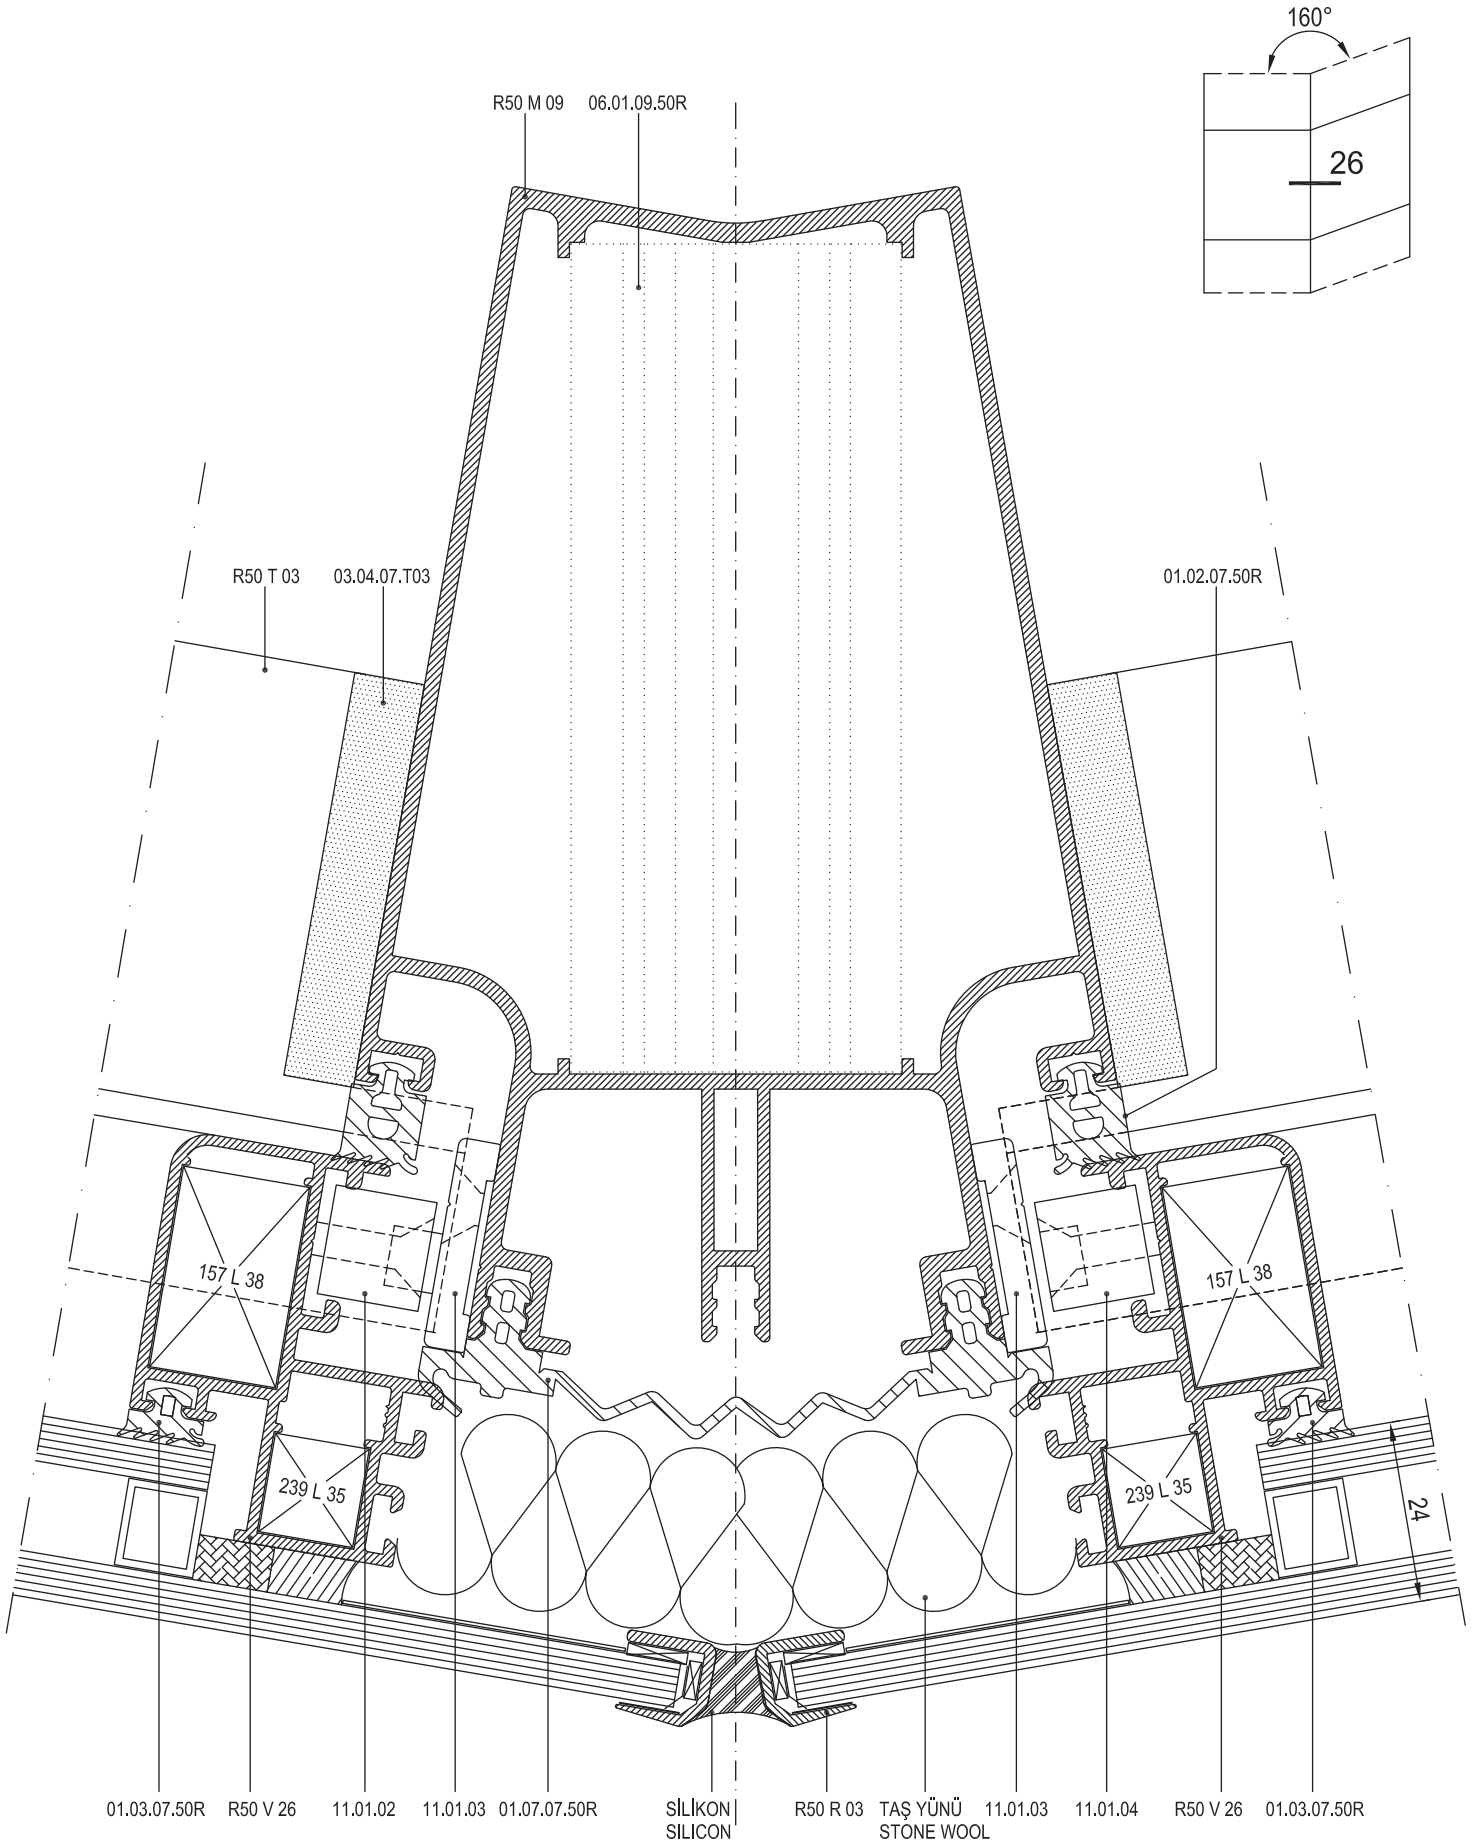 160°
R50 M 09
06.01.09.50R
26
R50 T 03
03.04.07.T03
01.02.07.50R
157 L 38
157 L 38
239 L 35
239 L 35
24
01.03.07.50R
R50 V 26
11.01.02
11.01.03
01.07.07.50R
SİLİKON
SILICON
R50 R 03
TAŞ YÜNÜ
STONE WOOL
11.01.03
11.01.04
R50 V 26
01.03.07.50R